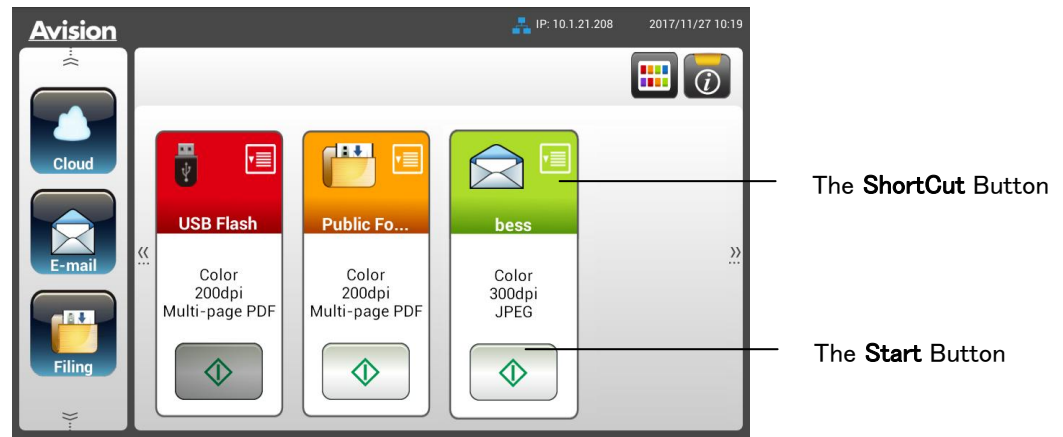 Avision
IP: 10.1.21.208
2017/11/27 10:19
Cloud
E-mail
Filing
USB Flash
Color
200dpi
Multi-page PDF
Public Fo...
Color
200dpi
Multi-page PDF
bess
Color
300dpi
JPEG
The ShortCut Button
The Start Button